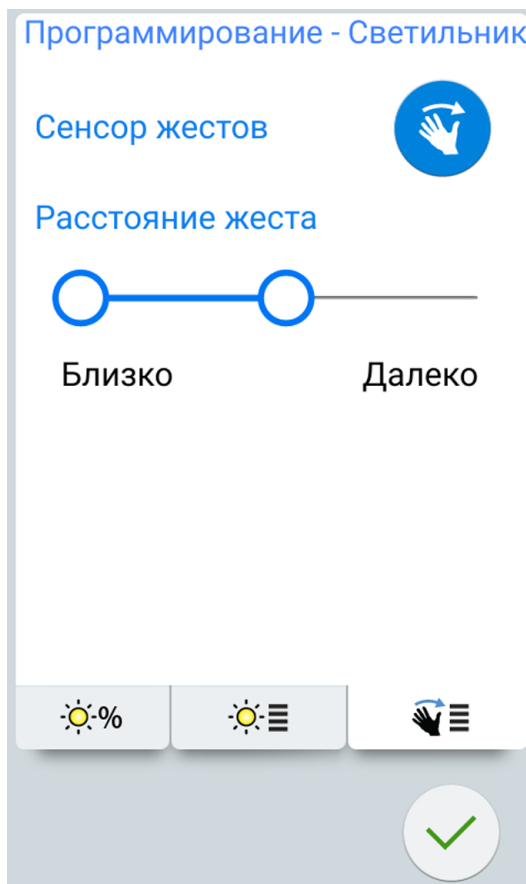 Программирование - Светильник
Сенсор жестов
Расстояние жеста
Близко
Далеко
%